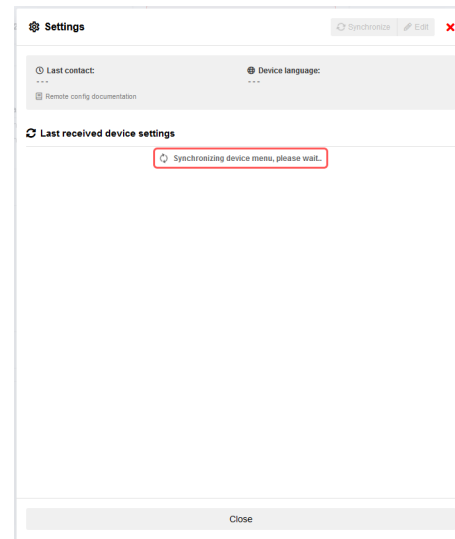 Settings
Synchronize
Edit
Last contact:
Device language:
---
---
Remote config documentation
Last received device settings
Synchronizing device menu, please wait..
Close